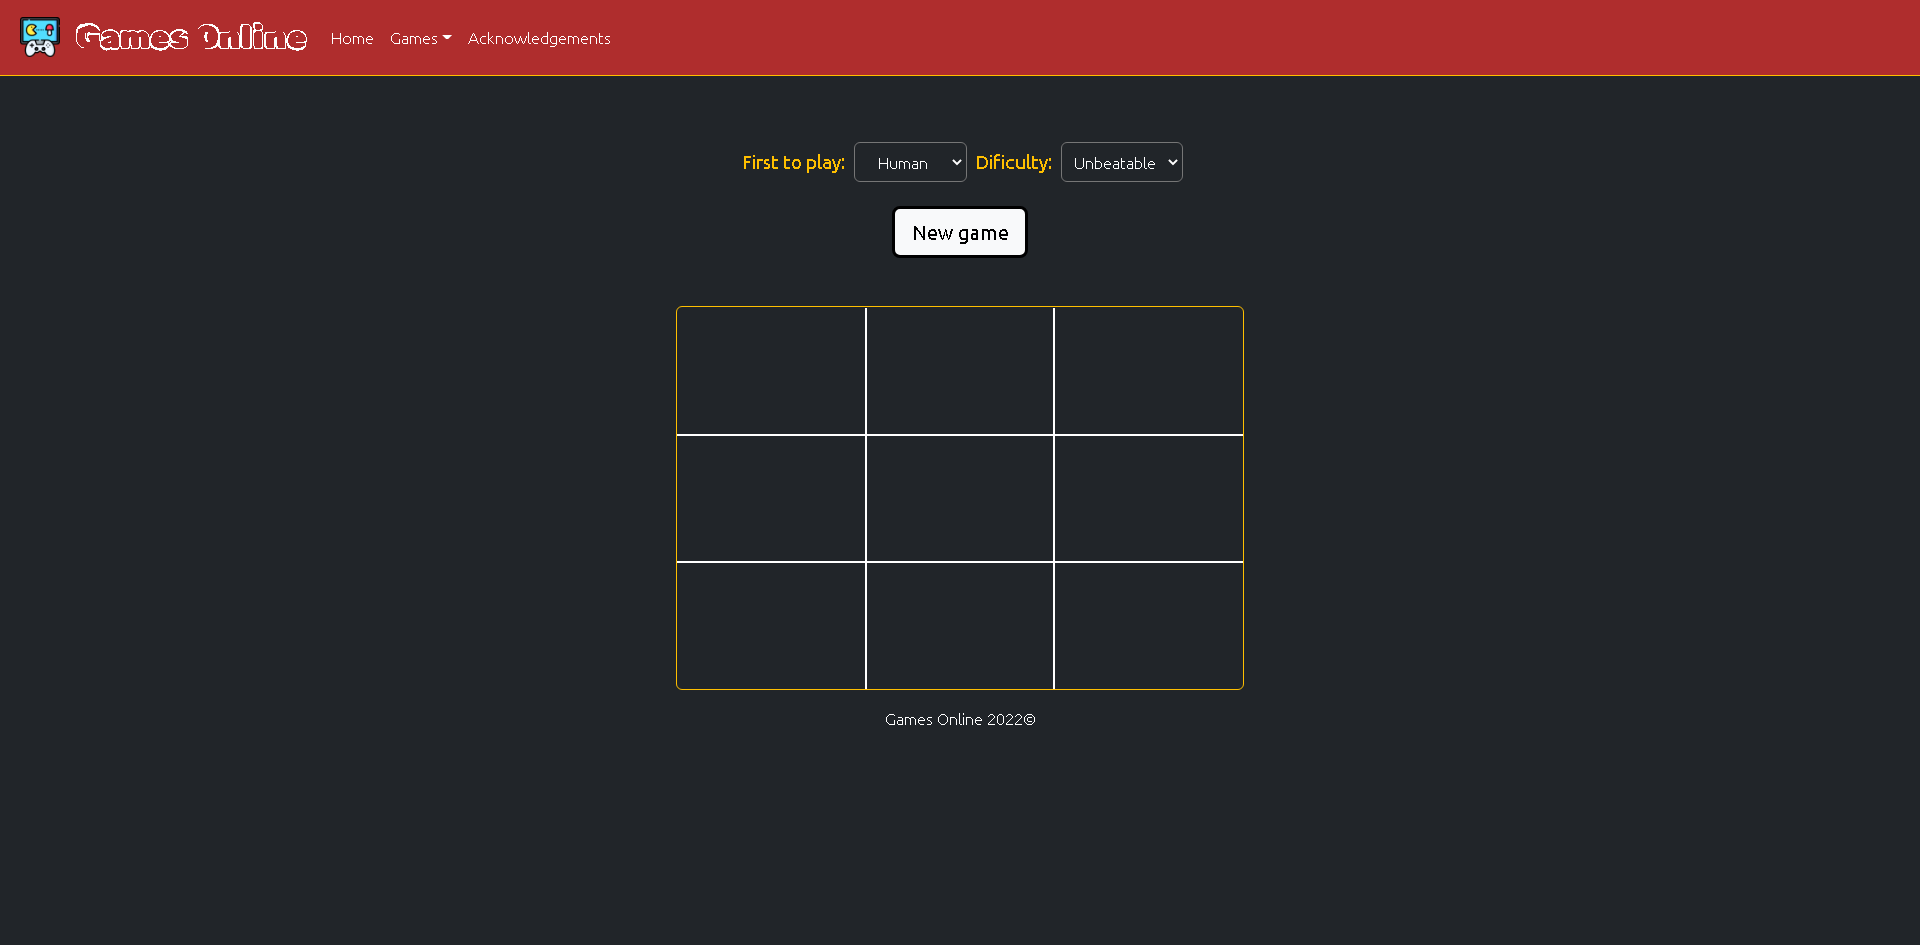 Games Online Home Games Acknowledgements
First to play: Human Dificulty: Unbeatable
New game
Games Online 2022©